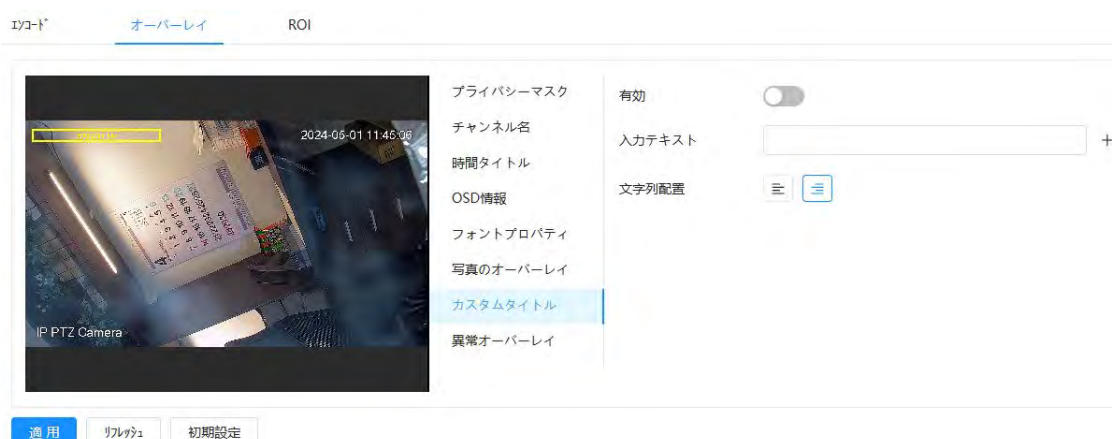 ｴﾝｺｰﾄﾞ オーバーレイ ROI
プライバシーマスク
チャンネル名
時間タイトル
OSD情報
フォントプロパティ
写真のオーバーレイ
カスタムタイトル
異常オーバーレイ
有効
入力テキスト +
文字列配置
2024-06-01 11:46:06
IP PTZ Camera
適用 ﾘﾌﾚｯｼｭ 初期設定